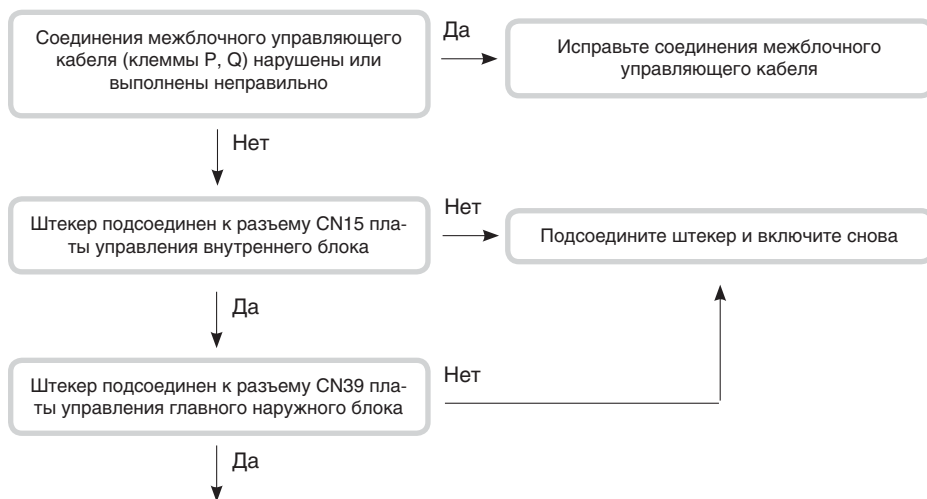 Соединения межблочного управляющего
кабеля (клеммы P, Q) нарушены или
выполнены неправильно
Да
Исправьте соединения межблочного
управляющего кабеля
Нет
Штекер подсоединен к разъему CN15 пла-
ты управления внутреннего блока
Нет
Подсоедините штекер и включите снова
Да
Штекер подсоединен к разъему CN39 пла-
ты управления главного наружного блока
Нет
Да